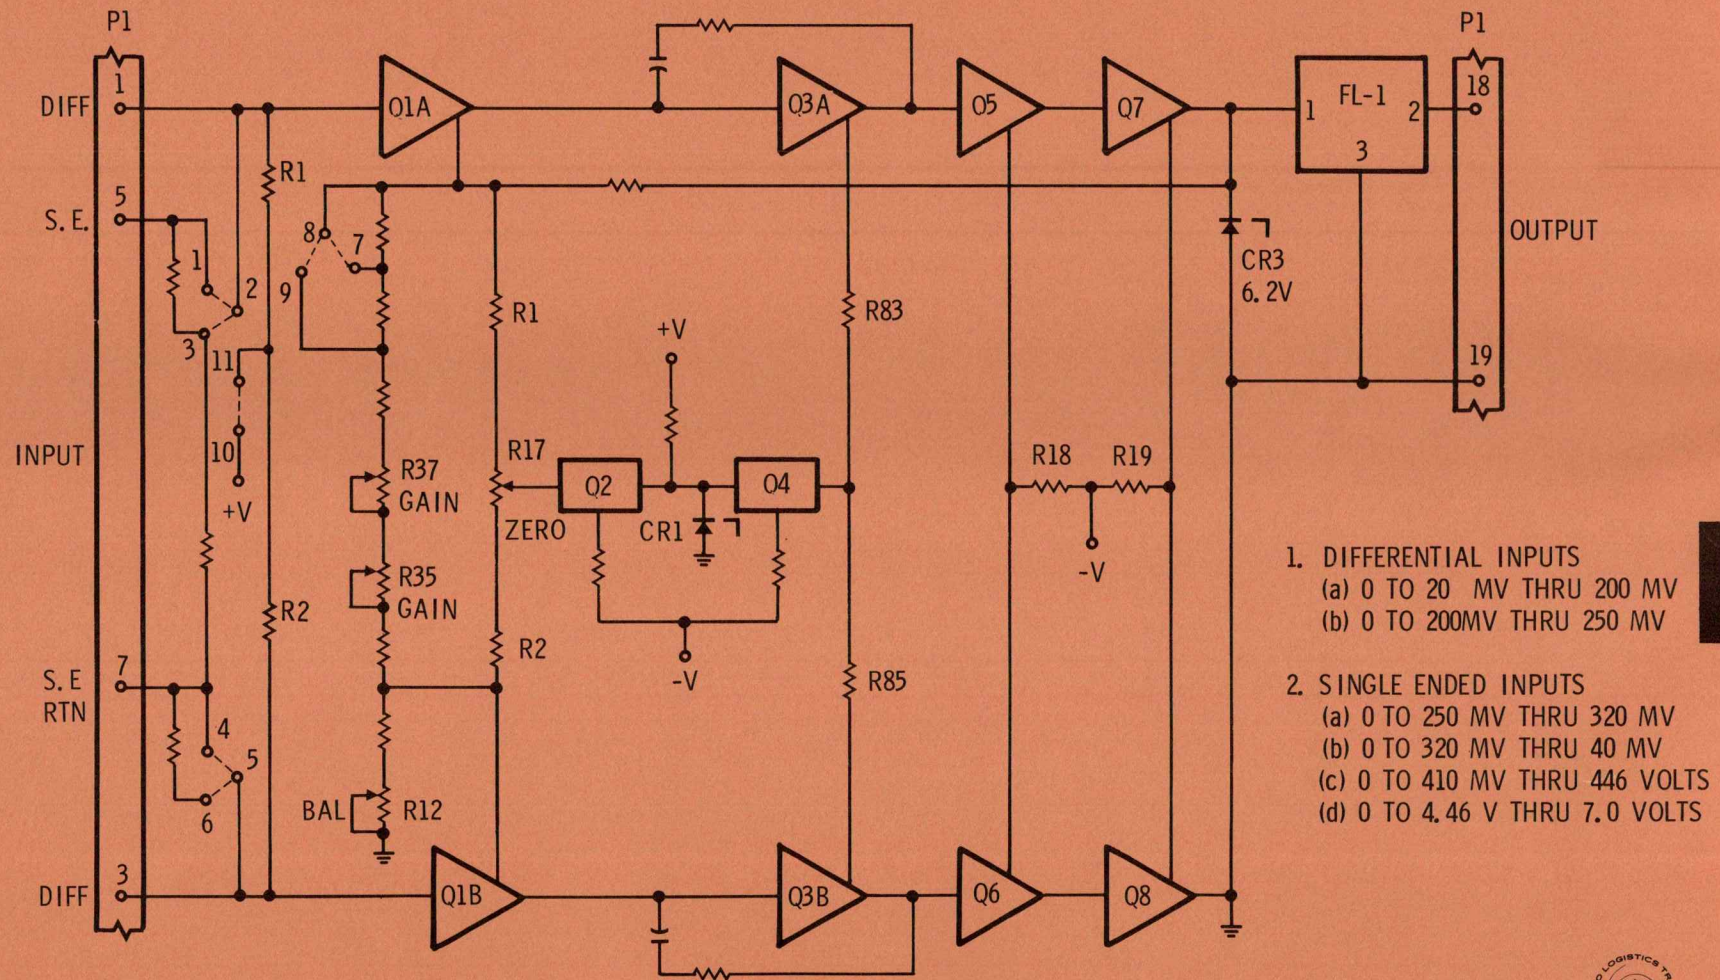 P1
P1
1
DIFF
Q1A
Q3A
O5
Q7
1
FL-1
2
3
18
R1
5
S. E.
8
7
9
1
2
3
11
10
+V
INPUT
R1
+V
R83
CR3
6.2V
OUTPUT
19
R37
GAIN
R17
ZERO
Q2
CR1
O4
R18
R19
-V
R35
GAIN
R2
R2
-V
R85
7
S. E
RTN
4
5
6
BAL
R12
3
DIFF
Q1B
Q3B
Q6
Q8
1. DIFFERENTIAL INPUTS
(a) 0 TO 20 MV THRU 200 MV
(b) 0 TO 200MV THRU 250 MV
2. SINGLE ENDED INPUTS
(a) 0 TO 250 MV THRU 320 MV
(b) 0 TO 320 MV THRU 40 MV
(c) 0 TO 410 MV THRU 446 VOLTS
(d) 0 TO 4.46 V THRU 7.0 VOLTS
LOGISTICS